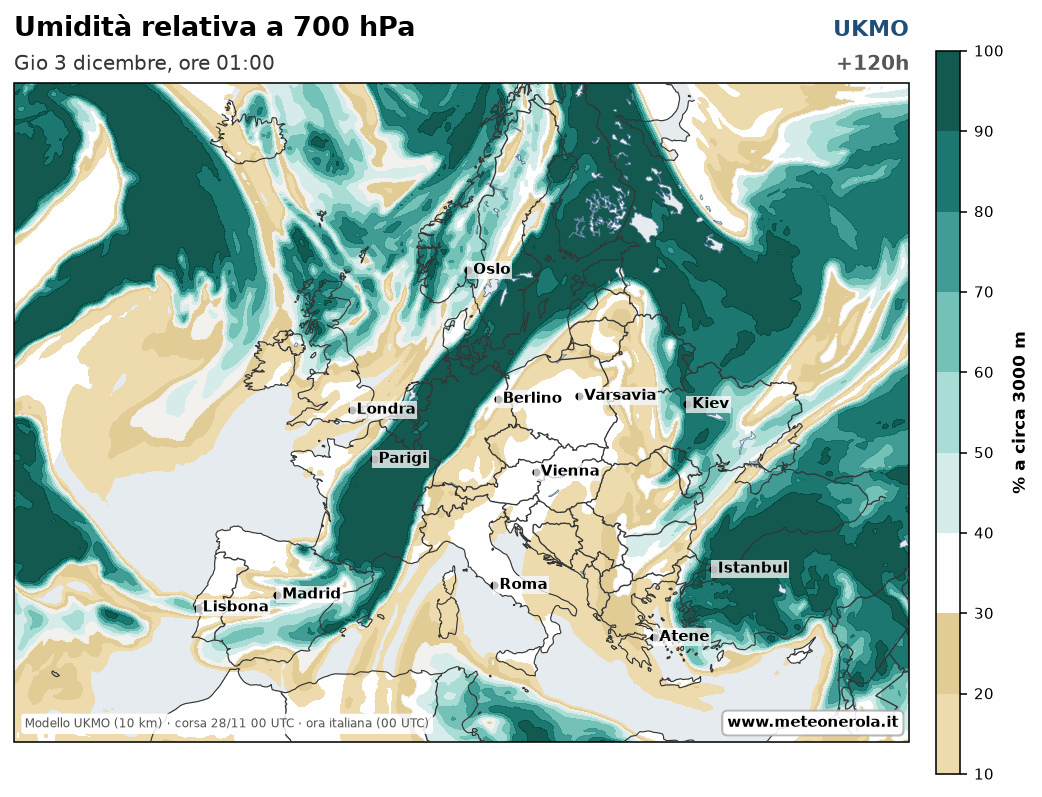 Umidità relativa a 700 hPa
UKMO
Gio 3 dicembre, ore 01:00
+120h
100
90
80
70
60
50
40
30
20
10
% a circa 3000 m
Oslo
Londra
Berlino
Varsavia
Kiev
Parigi
Vienna
Istanbul
Roma
Madrid
Lisbona
Atene
Modello UKMO (10 km) · corsa 28/11 00 UTC · ora italiana (00 UTC)
www.meteonerola.it